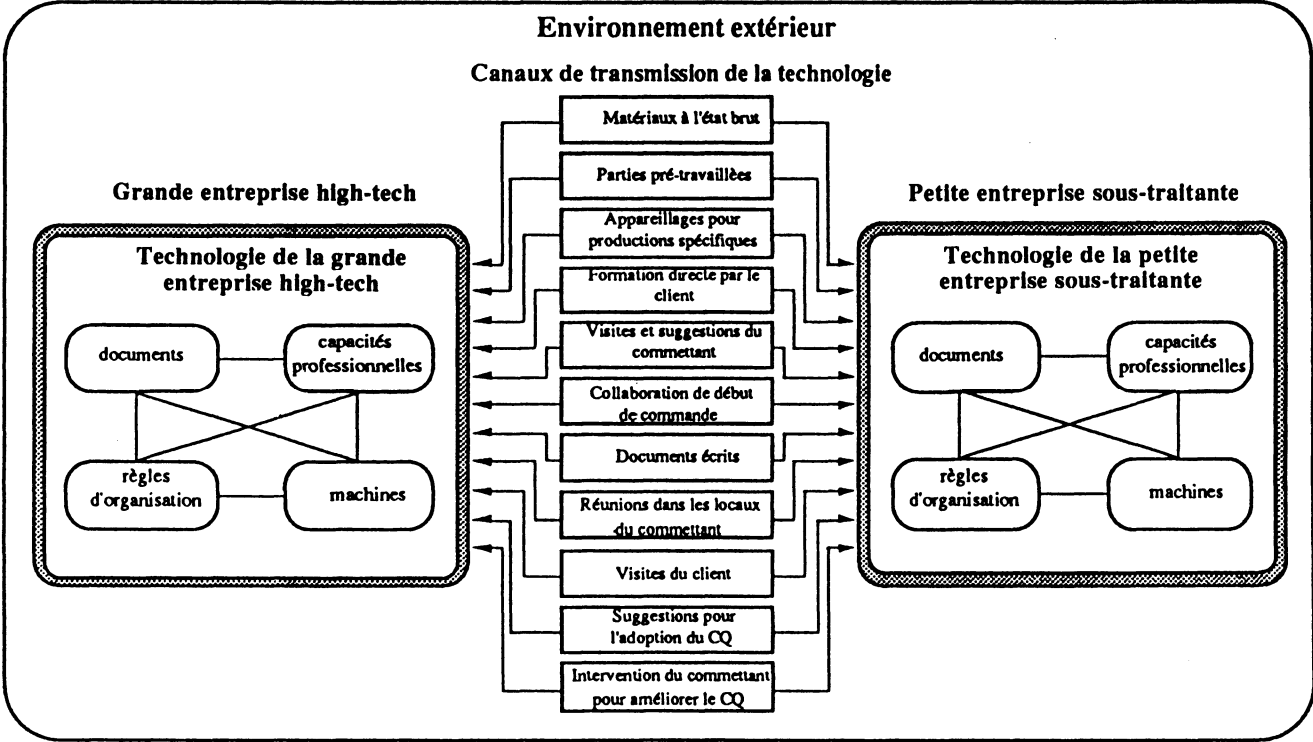 Environnement extérieur
Canaux de transmission de la technologie
Grande entreprise high-tech
Technologie de la grande
entreprise high-tech
documents
capacités
professionnelles
règles
d'organisation
machines
Matériaux à l'état brut
Parties pré-travaillèes
Appareillages pour
productions spécifiques
Formation directe par le
client
Visites et suggestions du
commettant
Collaboration de début
de commande
Documents écrits
Réunions dans les locaux
du commettant
Visites du client
Suggestions pour
l'adoption du CQ
Intervention du commettant
pour améliorer le CQ
Petite entreprise sous-traitante
Technologie de la petite
entreprise sous-traitante
documents
capacités
professionnelles
règles
d'organisation
machines